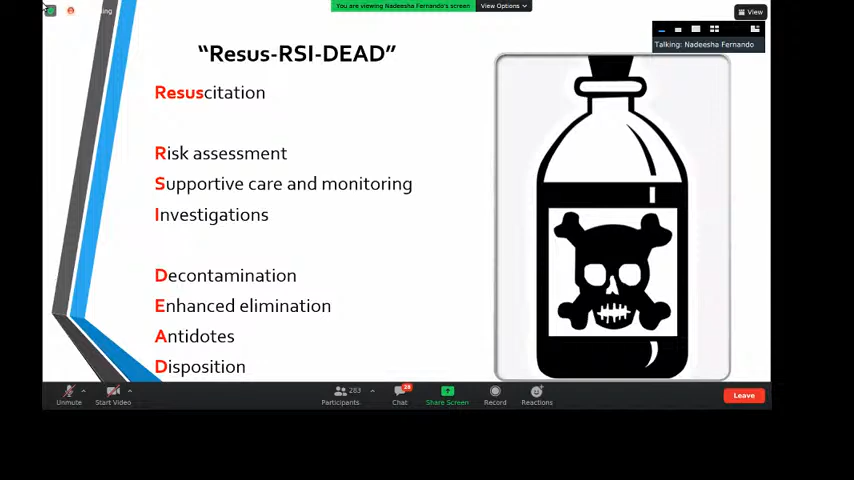 ing
You are viewing Nadeesha Fernando's screen
View Options
View
Talking: Nadeesha Fernando
“Resus-RSI-DEAD”
Resuscitation
Risk assessment
Supportive care and monitoring
Investigations
Decontamination
Enhanced elimination
Antidotes
Disposition
Unmute
Start Video
283
Participants
28
Chat
Share Screen
Record
Reactions
Leave